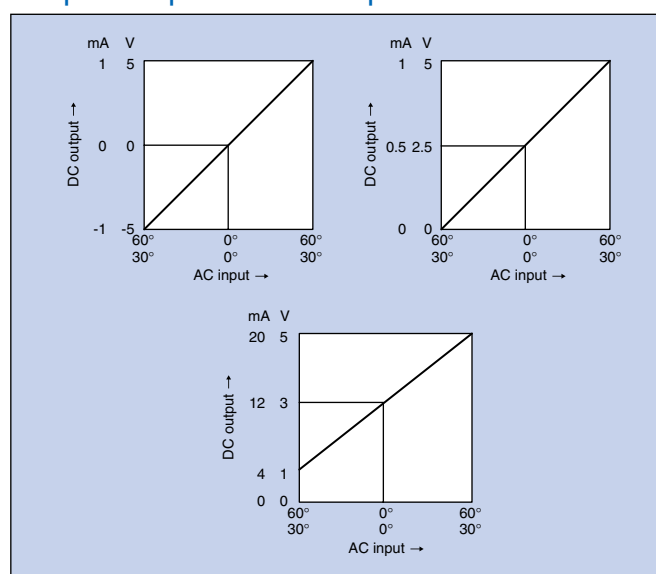 mA V
1 5
DC output →
0 0
-1 -5
60° 0° 60°
30° 0° 30°
AC input →
mA V
1 5
DC output →
0.5 2.5
0 0
60° 0° 60°
30° 0° 30°
AC input →
mA V
20 5
DC output →
12 3
4 1
0 0
60° 0° 60°
30° 0° 30°
AC input →